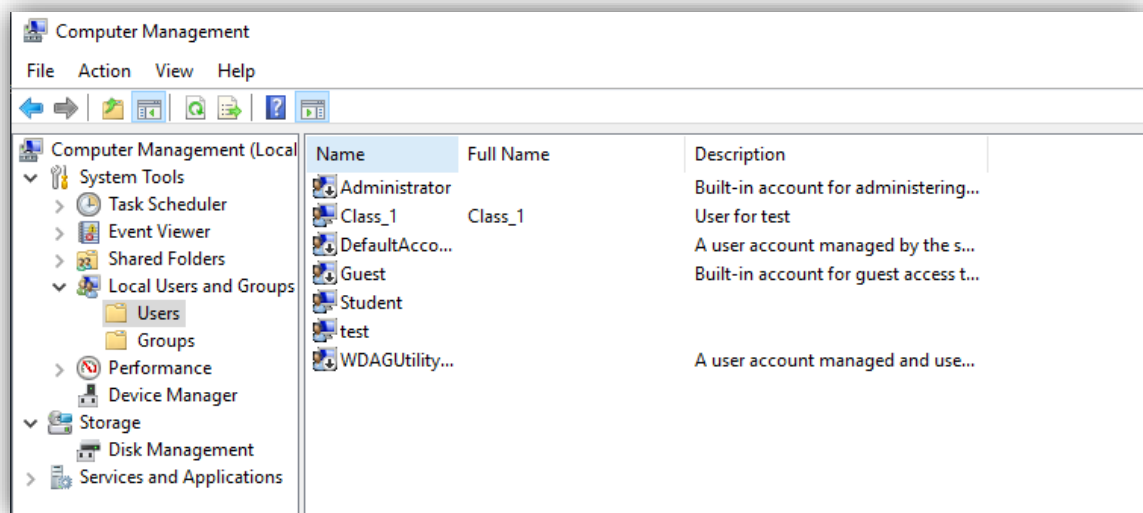 Computer Management
File Action View Help
Computer Management (Local
System Tools
Task Scheduler
Event Viewer
Shared Folders
Local Users and Groups
Users
Groups
Performance
Device Manager
Storage
Disk Management
Services and Applications
Name Full Name Description
Administrator Built-in account for administering...
Class_1 Class_1 User for test
DefaultAcco... A user account managed by the s...
Guest Built-in account for guest access t...
Student
test
WDAGUtility... A user account managed and use...